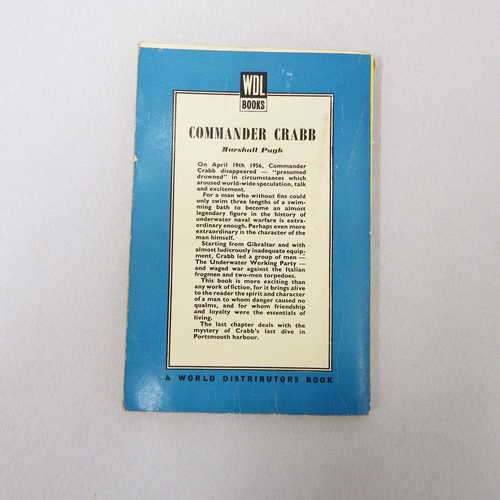 WDL
BOOKS
COMMANDER CRABB
Marshall Pugh
On April 19th 1956, Commander
Crabb disappeared — "presumed
drowned" in circumstances which
aroused world-wide speculation, talk
and excitement.
For a man who without fins could
only swim three lengths of a swim-
ming bath to become an almost
legendary figure in the history of
underwater naval warfare is extra-
ordinary enough. Perhaps even more
extraordinary is the character of the
man himself.
Starting from Gibraltar and with
almost ludicrously inadequate equip-
ment, Crabb led a group of men —
The Underwater Working Party —
and waged war against the Italian
frogmen and two-men torpedoes.
This book is more exciting than
any work of fiction, for it brings alive
to the reader the spirit and character
of a man to whom danger caused no
qualms, and for whom friendship
and loyalty were the essentials of
living.
The last chapter deals with the
mystery of Crabb's last dive in
Portsmouth harbour.
A WORLD DISTRIBUTORS BOOK